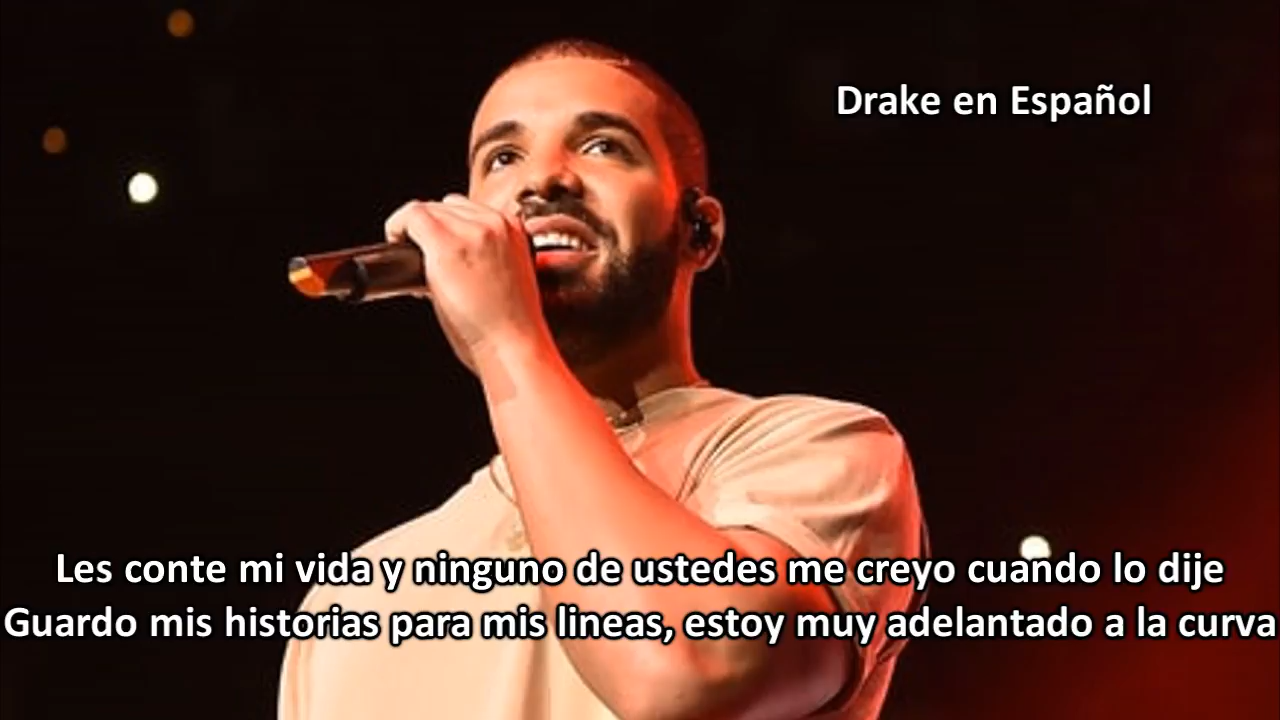 Drake en Español
Les conte mi vida y ninguno de ustedes me creyo cuando lo dije
Guardo mis historias para mis lineas, estoy muy adelantado a la curva